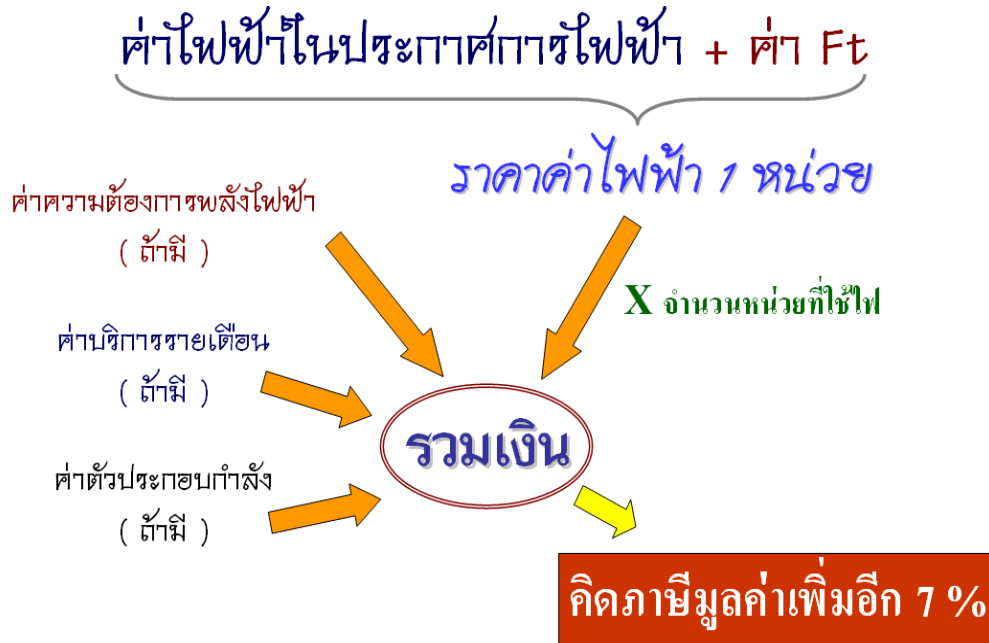 ค่าไฟฟ้าในประกาศการไฟฟ้า + ค่า Ft
ราคาค่าไฟฟ้า 1 หน่วย
ค่าความต้องการพลังไฟฟ้า
( ถ้ามี )
X จำนวนหน่วยที่ใช้ไฟ
ค่าบริการรายเดือน
( ถ้ามี )
รวมเงิน
ค่าตัวประกอบกำลัง
( ถ้ามี )
คิดภาษีมูลค่าเพิ่มอีก 7 %